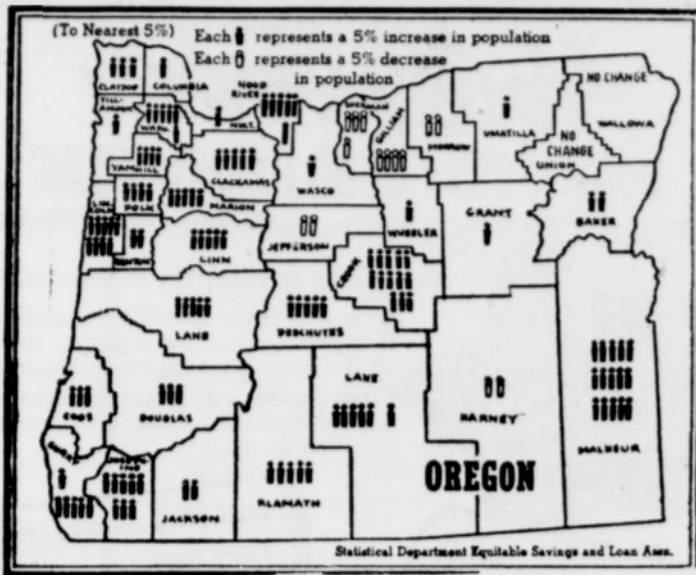 (To Nearest 5%)
Each represents a 5% increase in population
Each represents a 5% decrease
in population
CLATSOP
COLUMBIA
TILLAMOOK
WASH.
HOOD
RIVER
MULT.
SHERMAN
GILLIAM
MORROW
UMATILLA
NO CHANGE
WALLOWA
NO
CHANGE
UNION
YAMHILL
CLACKAMAS
WASCO
LINCOLN
POLK
MARION
WHEELER
GRANT
BAKER
BENTON
LINN
JEFFERSON
CROOK
LANE
DESCHUTES
COOS
DOUGLAS
LAKE
HARNEY
MALHEUR
CURRY
JACKSON
KLAMATH
OREGON
Statistical Department Equitable Savings and Loan Assn.